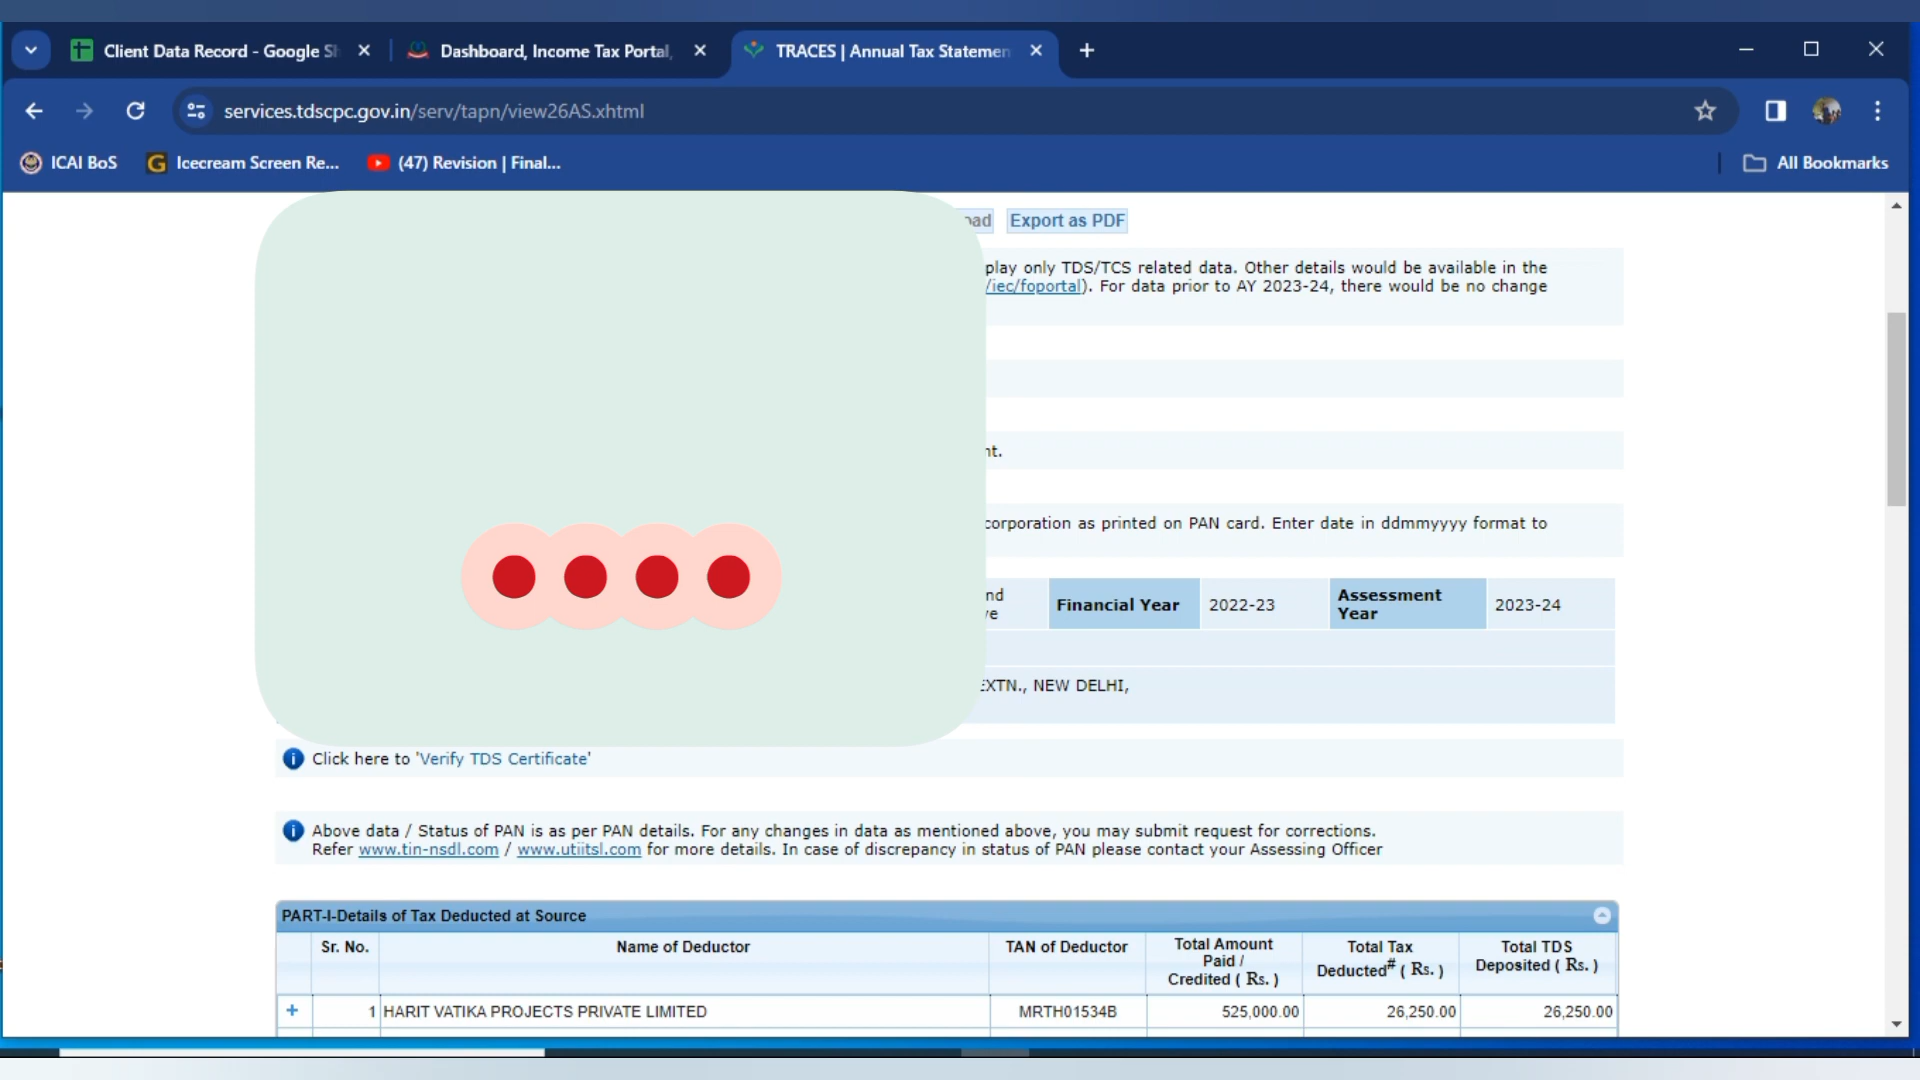 Client Data Record - Google Sh
Dashboard, Income Tax Portal,
TRACES | Annual Tax Statemen
services.tdscpc.gov.in/serv/tapn/view26AS.xhtml
ICAI BoS
Icecream Screen Re...
(47) Revision | Final...
All Bookmarks
Export as PDF
play only TDS/TCS related data. Other details would be available in the
/iec/foportal). For data prior to AY 2023-24, there would be no change
nt.
corporation as printed on PAN card. Enter date in ddmmyyyy format to
Financial Year 2022-23 Assessment Year 2023-24
EXTN., NEW DELHI,
Click here to 'Verify TDS Certificate'
Above data / Status of PAN is as per PAN details. For any changes in data as mentioned above, you may submit request for corrections.
Refer www.tin-nsdl.com / www.utiitsl.com for more details. In case of discrepancy in status of PAN please contact your Assessing Officer
PART-I-Details of Tax Deducted at Source
Sr. No. Name of Deductor TAN of Deductor Total Amount Paid / Credited ( Rs. ) Total Tax Deducted# ( Rs. ) Total TDS Deposited ( Rs. )
+ 1 HARIT VATIKA PROJECTS PRIVATE LIMITED MRTH01534B 525,000.00 26,250.00 26,250.00